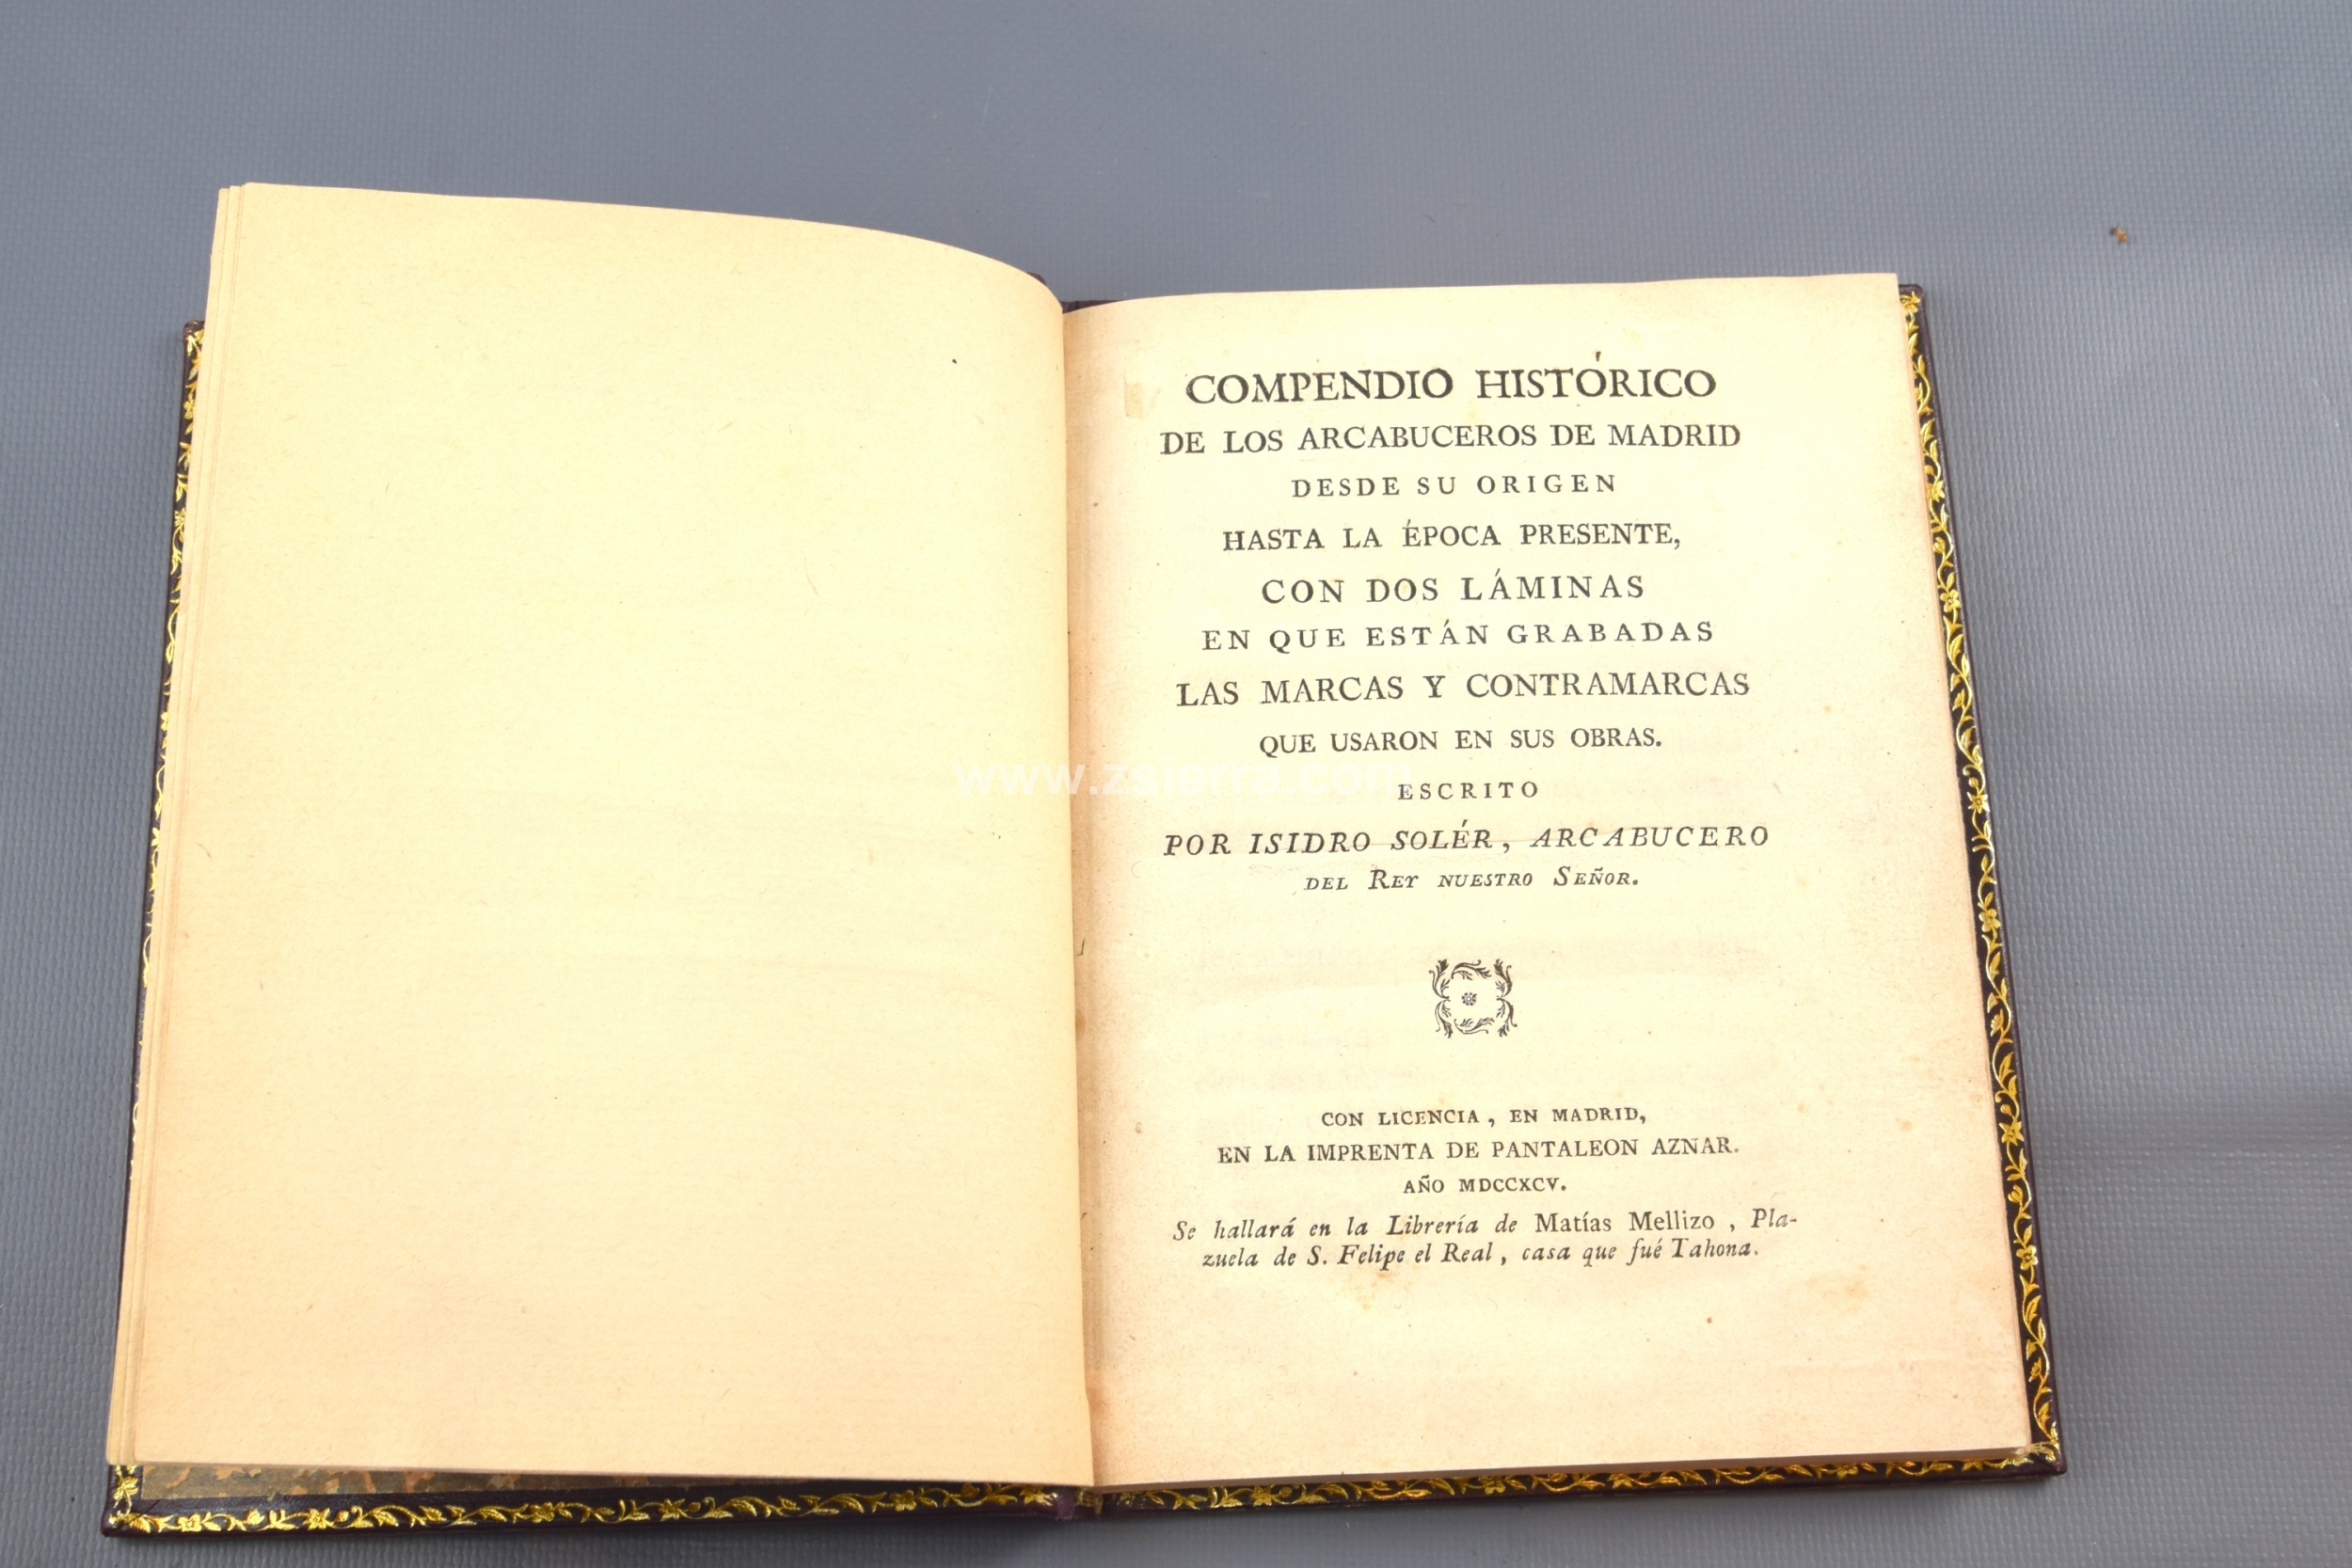 COMPENDIO HISTÓRICO
DE LOS ARCABUCEROS DE MADRID
DESDE SU ORIGEN
HASTA LA ÉPOCA PRESENTE,
CON DOS LÁMINAS
EN QUE ESTÁN GRABADAS
LAS MARCAS Y CONTRAMARCAS
QUE USARON EN SUS OBRAS.
www.zsierra.com
ESCRITO
POR ISIDRO SOLÉR, ARCABUCERO
DEL REY NUESTRO SEÑOR.
CON LICENCIA, EN MADRID,
EN LA IMPRENTA DE PANTALEON AZNAR.
AÑO MDCCXCV.
Se hallará en la Librería de Matías Mellizo, Pla-
zuela de S. Felipe el Real, casa que fué Tahona.